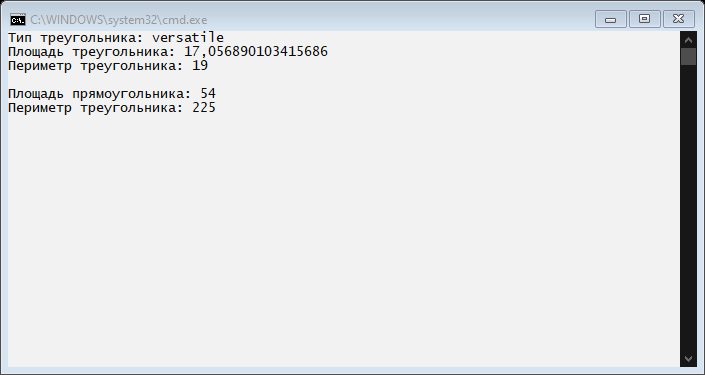 C:\WINDOWS\system32\cmd.exe
Тип треугольника: versatile
Площадь треугольника: 17,056890103415686
Периметр треугольника: 19
Площадь прямоугольника: 54
Периметр треугольника: 225